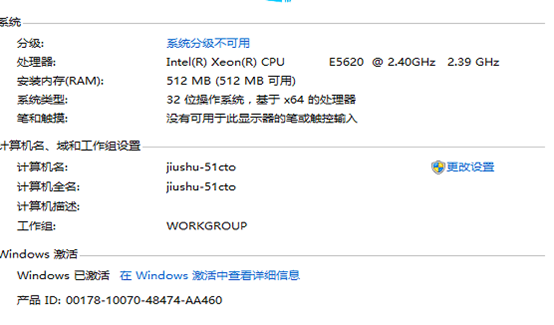 系统
分级: 系统分级不可用
处理器: Intel(R) Xeon(R) CPU E5620 @ 2.40GHz 2.39 GHz
安装内存(RAM): 512 MB (512 MB 可用)
系统类型: 32 位操作系统，基于 x64 的处理器
笔和触摸: 没有可用于此显示器的笔或触控输入
计算机名、域和工作组设置
计算机名: jiushu-51cto 更改设置
计算机全名: jiushu-51cto
计算机描述:
工作组: WORKGROUP
Windows 激活
Windows 已激活 在 Windows 激活中查看详细信息
产品 ID: 00178-10070-48474-AA460